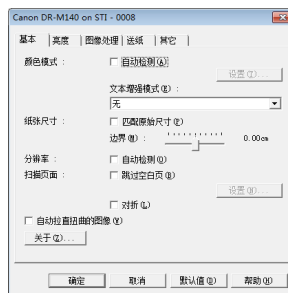 Canon DR-M140 on STI - 0008
基本 亮度 图像处理 送纸 其它
颜色模式： 自动检测(A)
设置(T)...
文本增强模式(E)：
无
纸张尺寸： 匹配原始尺寸(P)
边界(M)： 0.00cm
分辨率： 自动检测(O)
扫描页面： 跳过空白页(B)
设置(N)...
对折(L)
自动拉直扭曲的图像(Y)
关于(Z)...
确定 取消 默认值(D) 帮助(H)